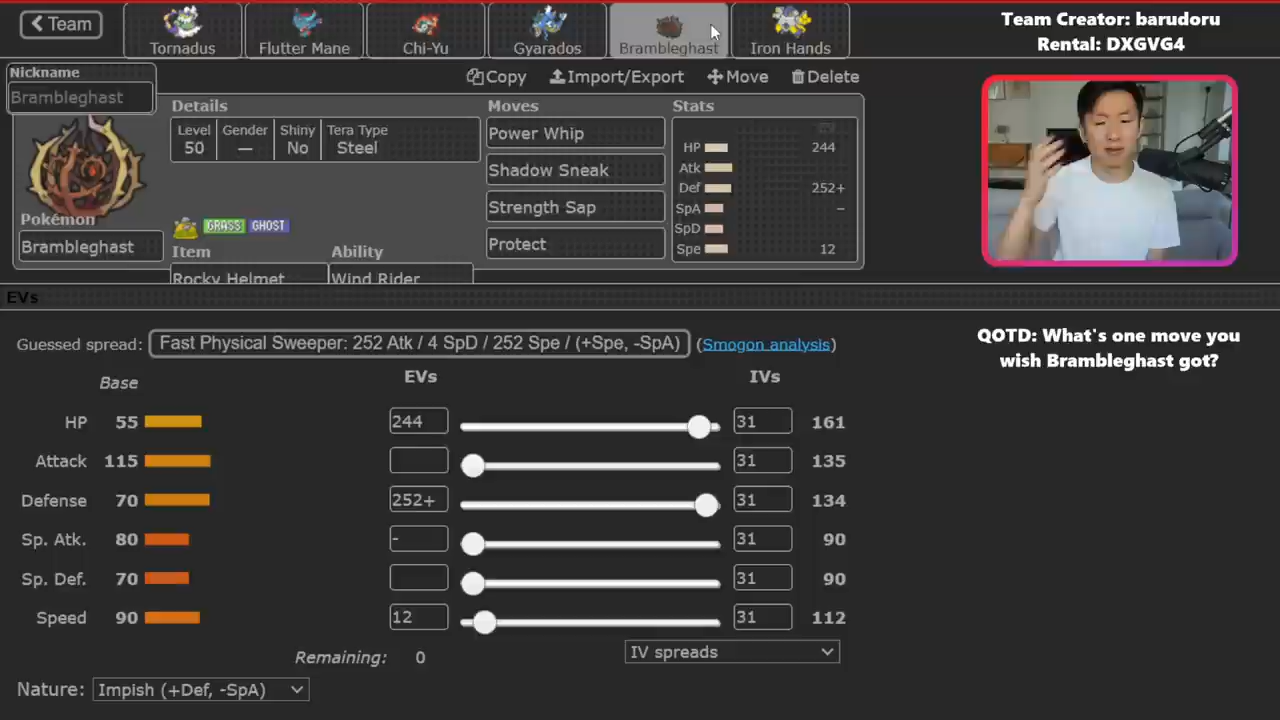 Team
Tornadus
Flutter Mane
Chi-Yu
Gyarados
Brambleghast
Iron Hands
Team Creator: barudoru
Rental: DXGVG4
Nickname
Brambleghast
Copy
Import/Export
Move
Delete
Details
Level
50
Gender
—
Shiny
No
Tera Type
Steel
Moves
Power Whip
Shadow Sneak
Strength Sap
Protect
Stats
EV
HP 244
Atk
Def 252+
SpA –
SpD
Spe 12
Pokémon
Brambleghast
GRASS GHOST
Item
Rocky Helmet
Ability
Wind Rider
EVs
Guessed spread: Fast Physical Sweeper: 252 Atk / 4 SpD / 252 Spe / (+Spe, -SpA) (Smogon analysis)
QOTD: What's one move you
wish Brambleghast got?
Base EVs IVs
HP 55 244 31 161
Attack 115 31 135
Defense 70 252+ 31 134
Sp. Atk. 80 - 31 90
Sp. Def. 70 31 90
Speed 90 12 31 112
Remaining: 0
IV spreads
Nature: Impish (+Def, -SpA)